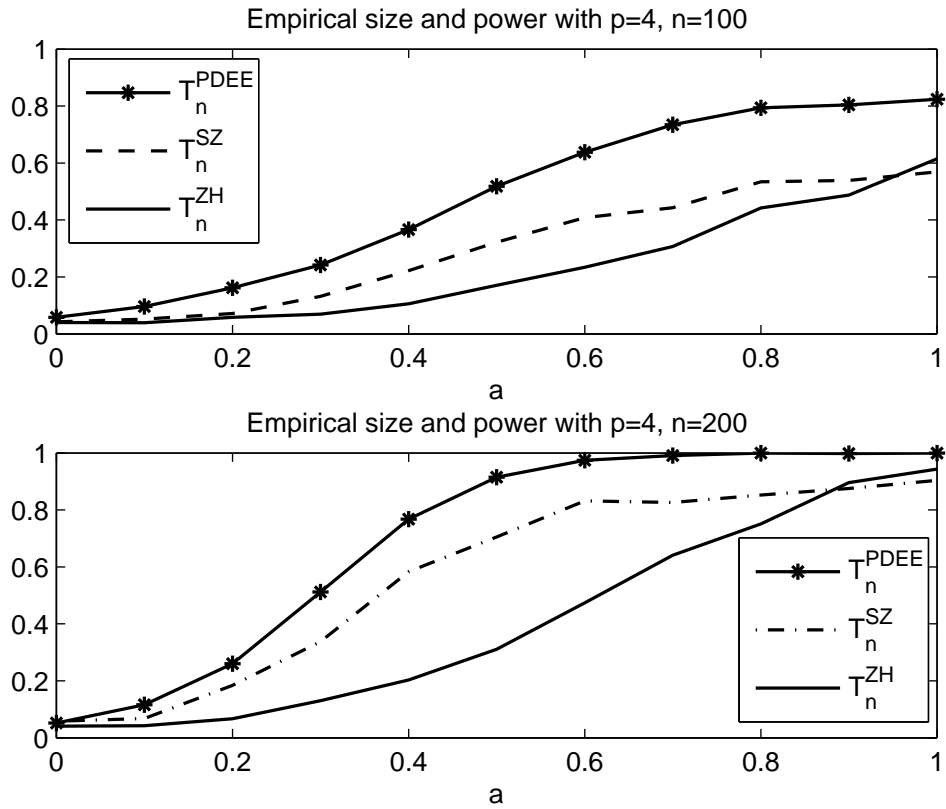 Empirical size and power with p=4, n=100
1
0.8
0.6
0.4
0.2
0
T_n^PDEE
T_n^SZ
T_n^ZH
0 0.2 0.4 0.6 0.8 1
a
Empirical size and power with p=4, n=200
1
0.8
0.6
0.4
0.2
0
T_n^PDEE
T_n^SZ
T_n^ZH
0 0.2 0.4 0.6 0.8 1
a